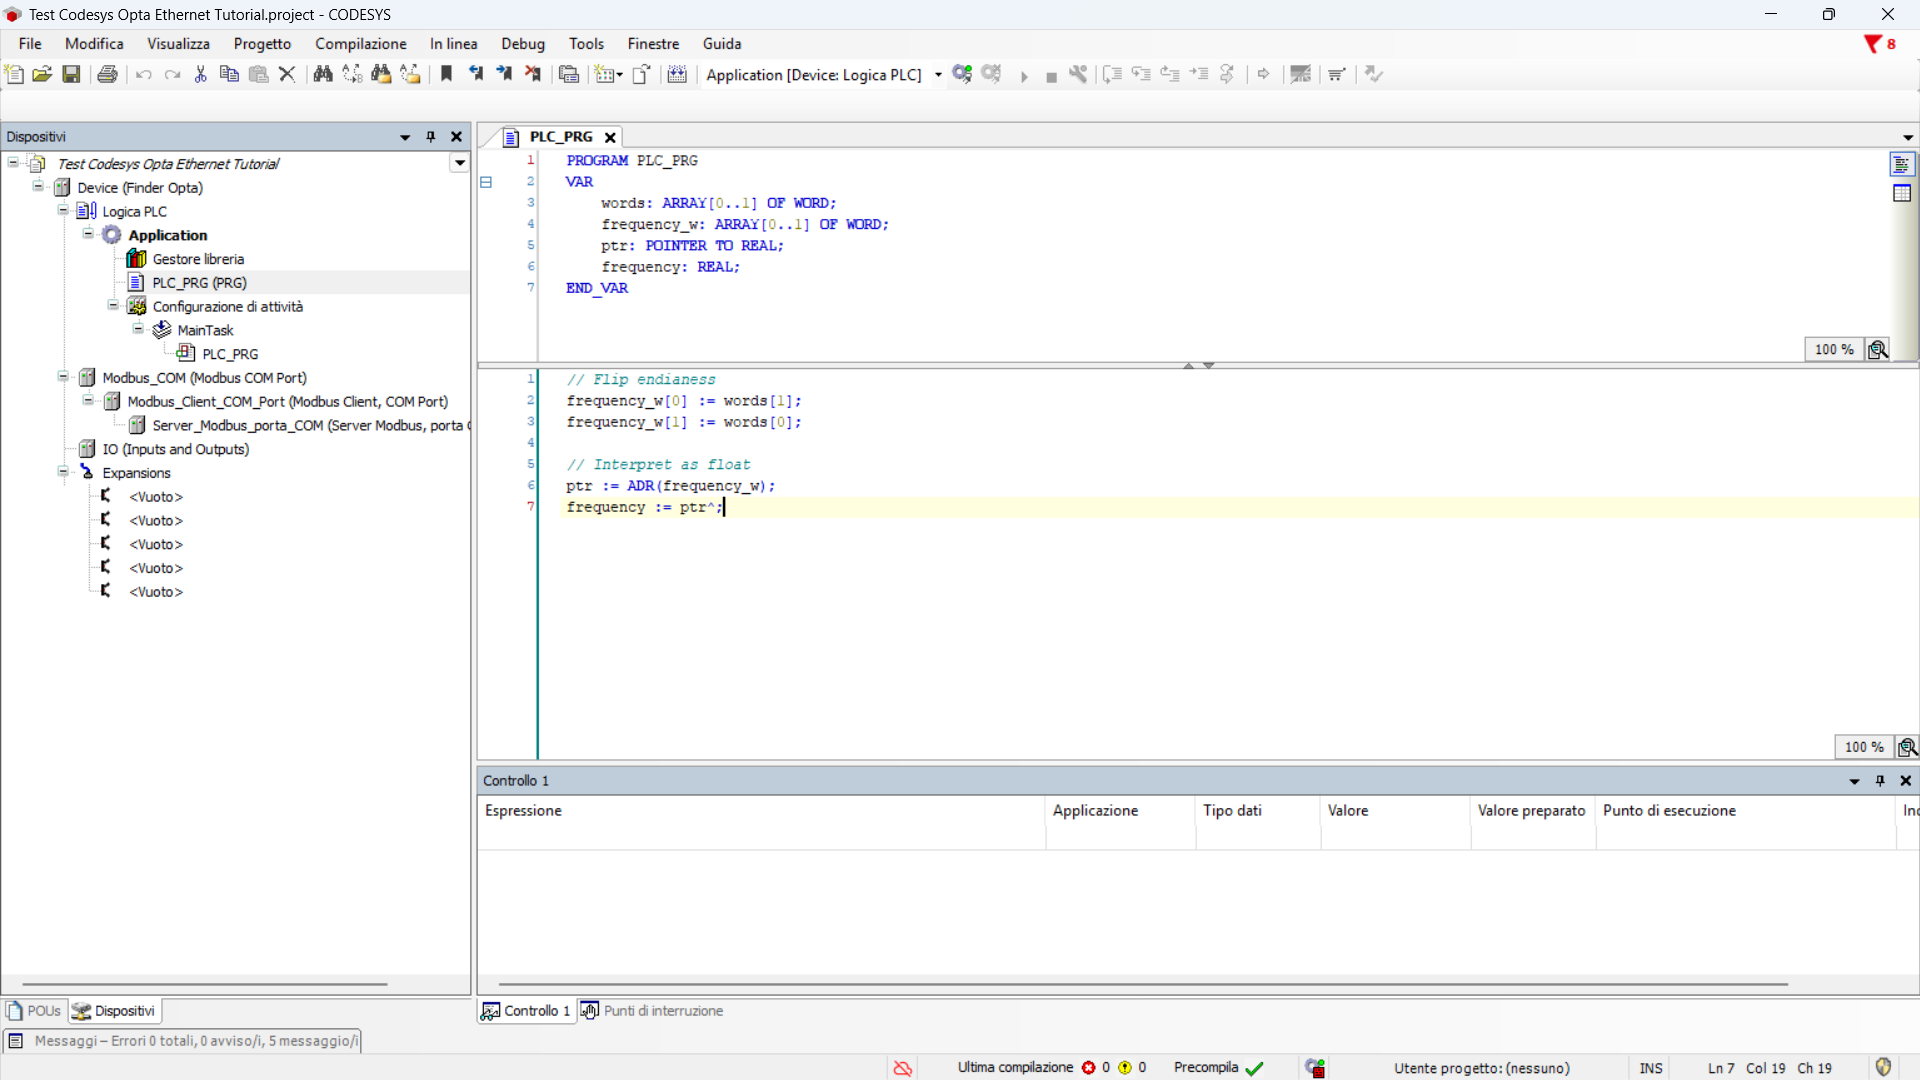 Test Codesys Opta Ethernet Tutorial.project - CODESYS
File Modifica Visualizza Progetto Compilazione In linea Debug Tools Finestre Guida
8
Application [Device: Logica PLC]
Dispositivi
Test Codesys Opta Ethernet Tutorial
Device (Finder Opta)
Logica PLC
Application
Gestore libreria
PLC_PRG (PRG)
Configurazione di attività
MainTask
PLC_PRG
Modbus_COM (Modbus COM Port)
Modbus_Client_COM_Port (Modbus Client, COM Port)
Server_Modbus_porta_COM (Server Modbus, porta
IO (Inputs and Outputs)
Expansions
<Vuoto>
<Vuoto>
<Vuoto>
<Vuoto>
<Vuoto>
POUs Dispositivi
PLC_PRG
1 PROGRAM PLC_PRG
2 VAR
3 words: ARRAY[0..1] OF WORD;
4 frequency_w: ARRAY[0..1] OF WORD;
5 ptr: POINTER TO REAL;
6 frequency: REAL;
7 END_VAR
100 %
1 // Flip endianess
2 frequency_w[0] := words[1];
3 frequency_w[1] := words[0];
4
5 // Interpret as float
6 ptr := ADR(frequency_w);
7 frequency := ptr^;
100 %
Controllo 1
Espressione Applicazione Tipo dati Valore Valore preparato Punto di esecuzione
Controllo 1 Punti di interruzione
Messaggi – Errori 0 totali, 0 avviso/i, 5 messaggio/i
Ultima compilazione 0 0 Precompila Utente progetto: (nessuno) INS Ln 7 Col 19 Ch 19